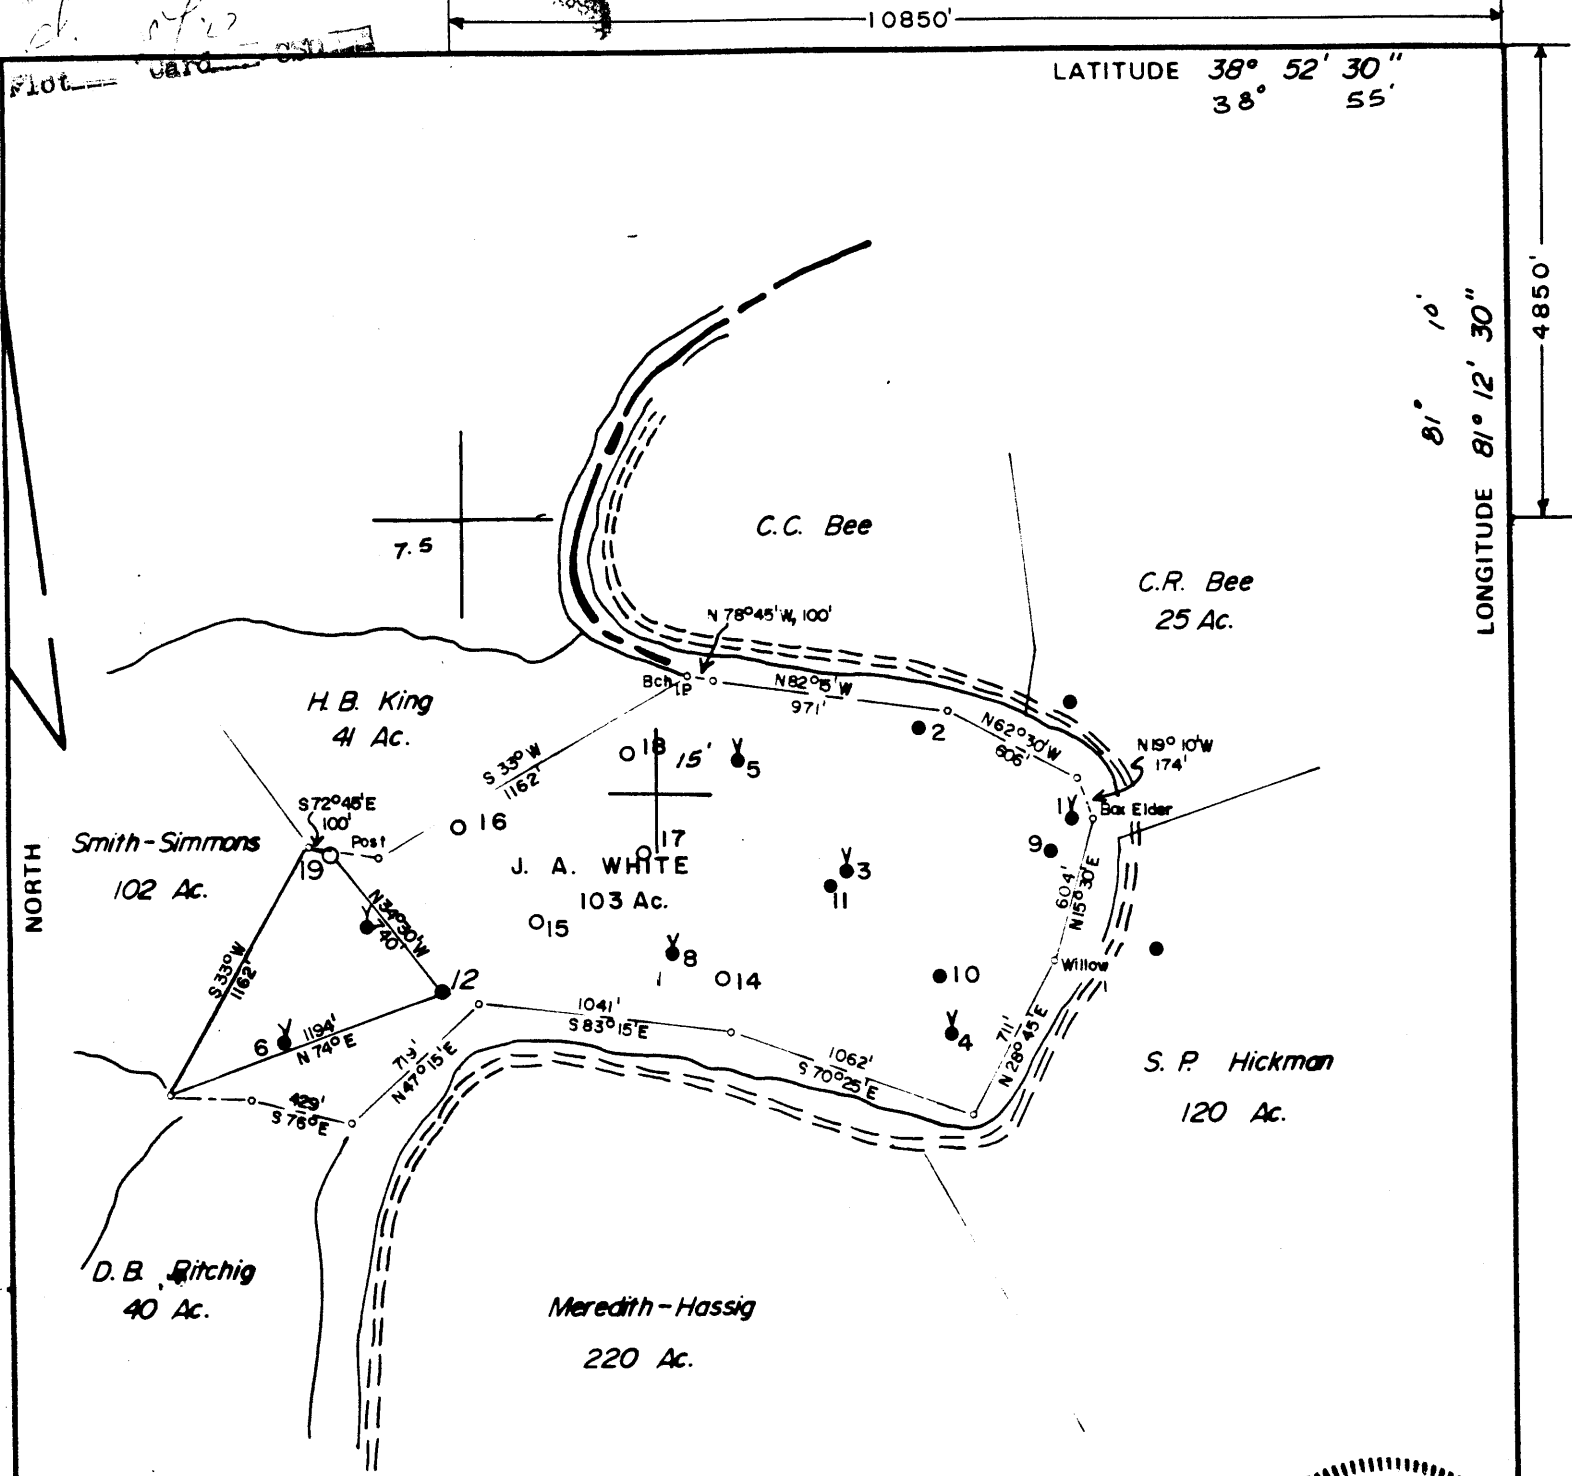 10850'
Plot Card
LATITUDE 38° 52' 30"
38° 55'
4850'
LONGITUDE 81° 12' 30"
81° 10'
7.5
C.C. Bee
C.R. Bee
25 Ac.
N 78°45'W, 100'
Bch
IP
N82°15'W
971'
H. B. King
41 Ac.
S 33° W
1162'
18
15'
5
2
N62°30'W
606'
N19°10'W
174'
1
Box Elder
S72°45'E
100'
Post
16
17
9
Smith-Simmons
102 Ac.
19
J. A. WHITE
103 Ac.
3
11
604'
N15°30'E
NORTH
N34°30'W
740'
15
8
14
10
Willow
S33°W
1162'
12
6
1194'
N 74° E
1041'
S 83° 15'E
4
711'
N 28° 45'E
719'
N47° 15'E
1062'
S 70° 25'E
S. P. Hickman
120 Ac.
429'
S 76° E
D. B. Ritchig
40 Ac.
Meredith-Hassig
220 Ac.